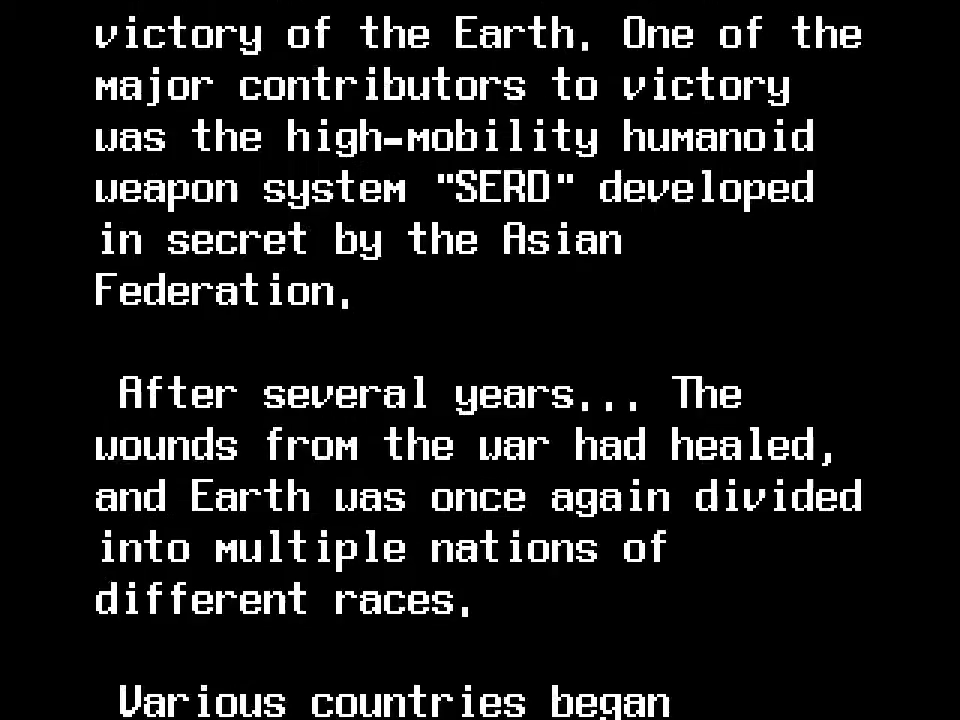 victory of the Earth. One of the
major contributors to victory
was the high-mobility humanoid
weapon system "SERD" developed
in secret by the Asian
Federation.
After several years... The
wounds from the war had healed,
and Earth was once again divided
into multiple nations of
different races.
Various countries began